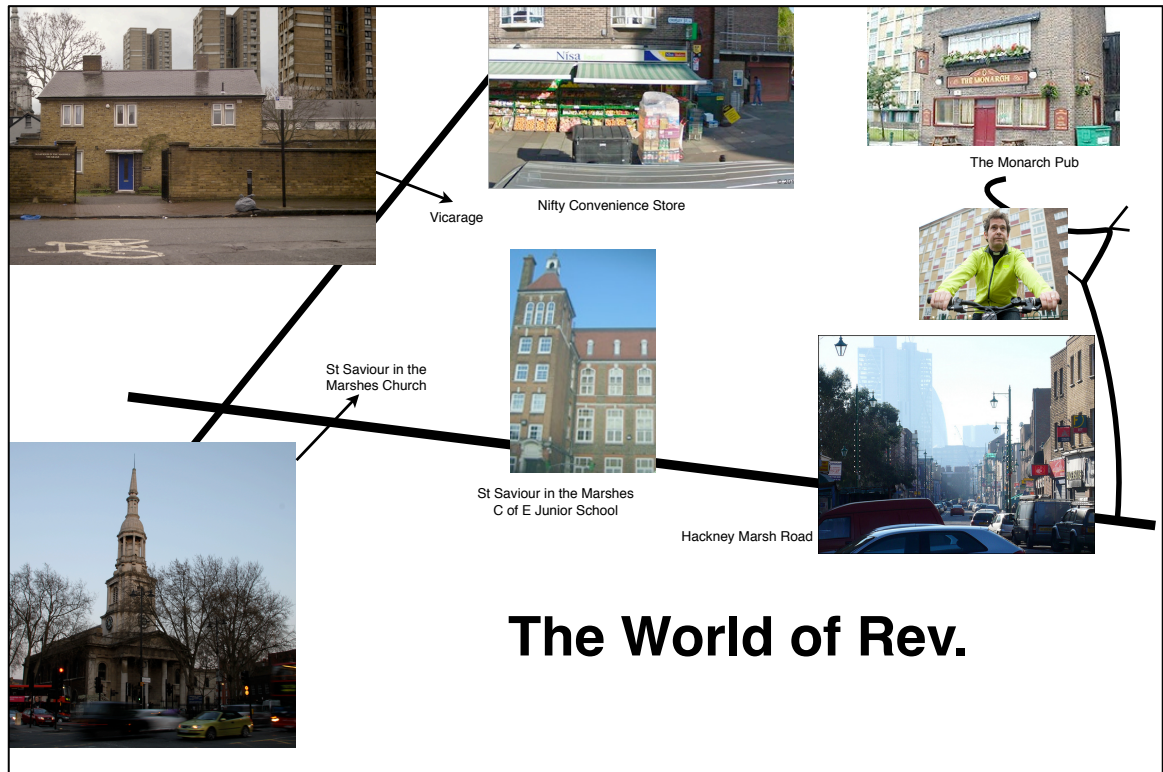 Nisa
THE MONARCH
The Monarch Pub
Vicarage
Nifty Convenience Store
St Saviour in the
Marshes Church
St Saviour in the Marshes
C of E Junior School
Hackney Marsh Road
The World of Rev.